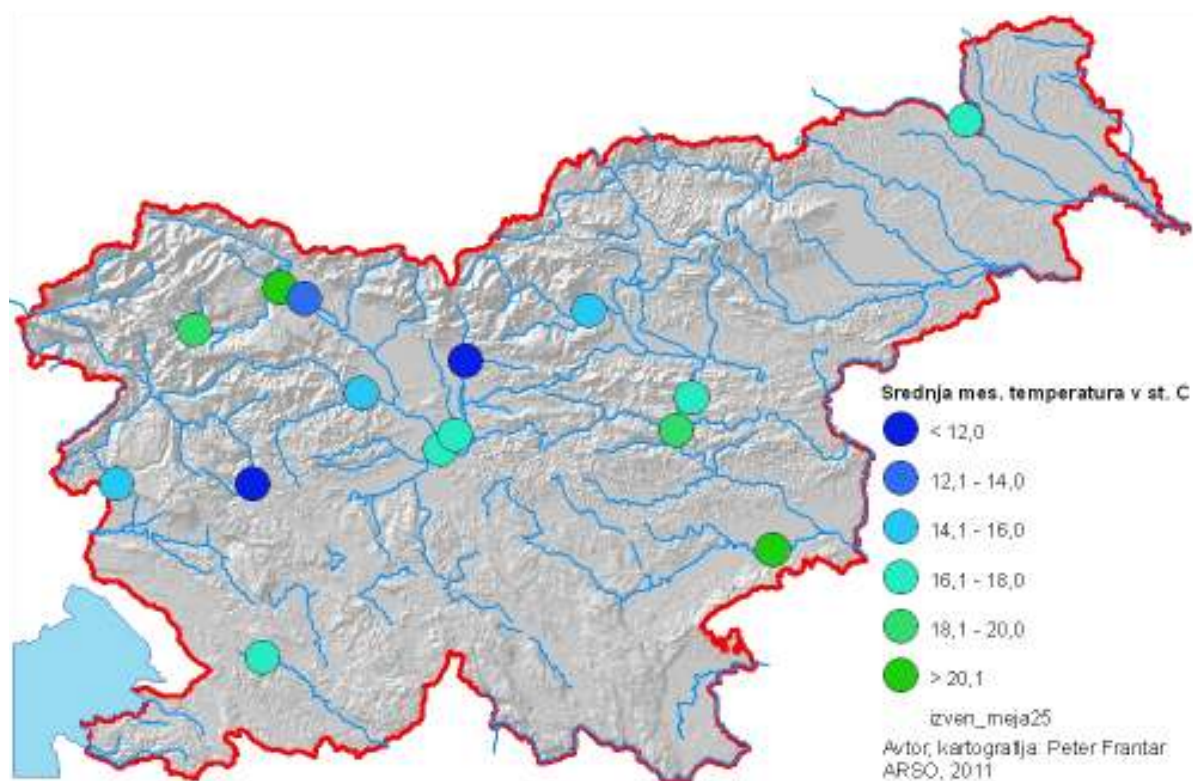 Srednja mes. temperatura v st. C
< 12,0
12,1 - 14,0
14,1 - 16,0
16,1 - 18,0
18,1 - 20,0
> 20,1
izven_meja25
Avtor, kartografija: Peter Frantar
ARSO, 2011